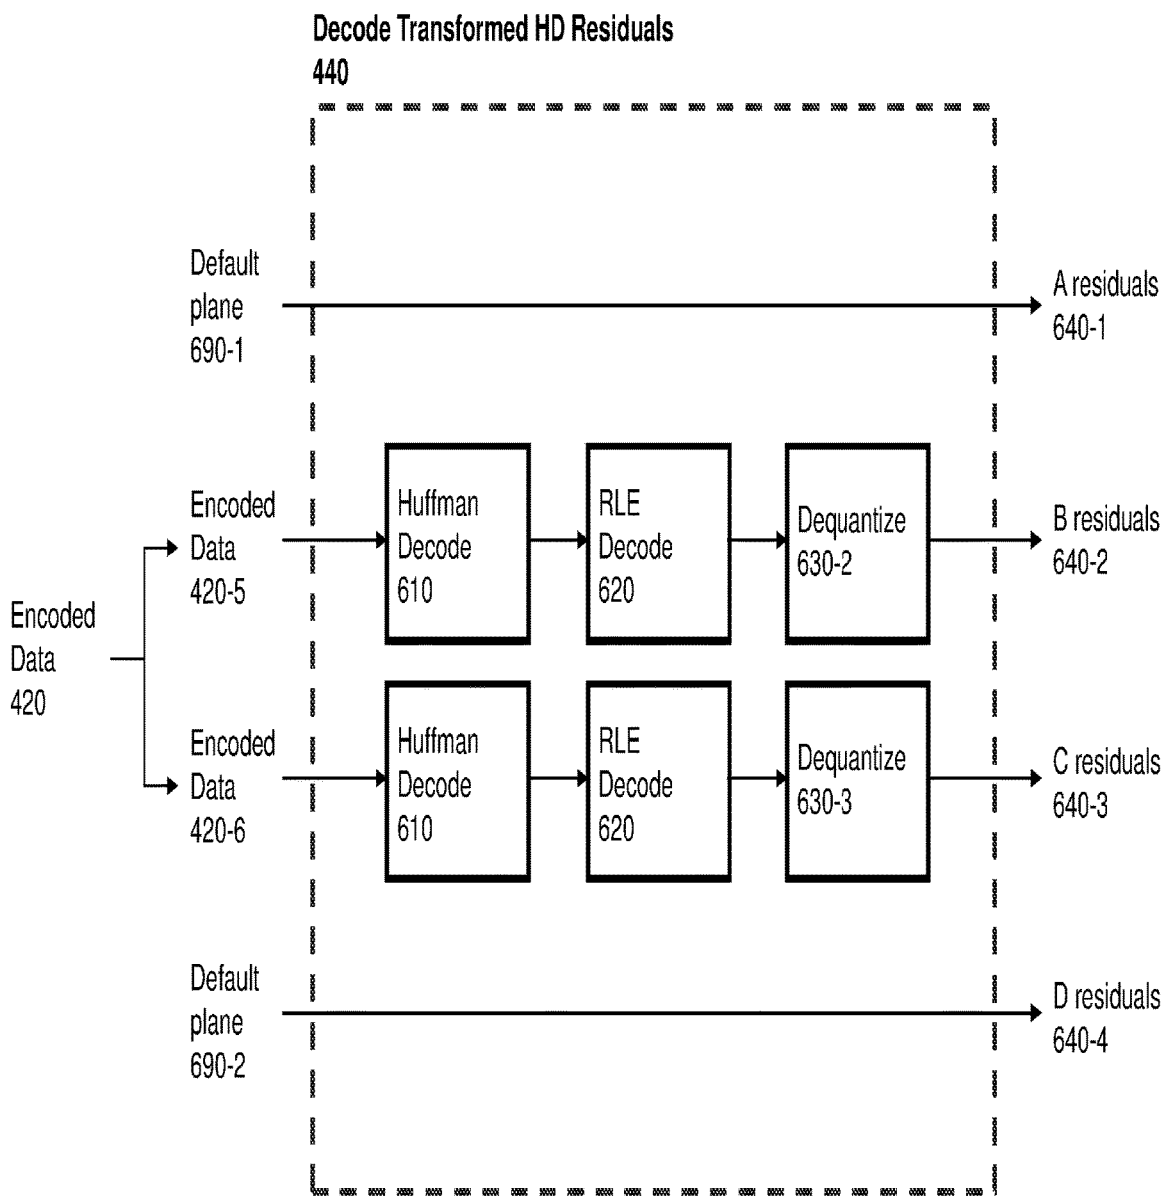 Decode Transformed HD Residuals
440
Default
plane
690-1
A residuals
640-1
Encoded
Data
420
Encoded
Data
420-5
Huffman
Decode
610
RLE
Decode
620
Dequantize
630-2
B residuals
640-2
Encoded
Data
420-6
Huffman
Decode
610
RLE
Decode
620
Dequantize
630-3
C residuals
640-3
Default
plane
690-2
D residuals
640-4